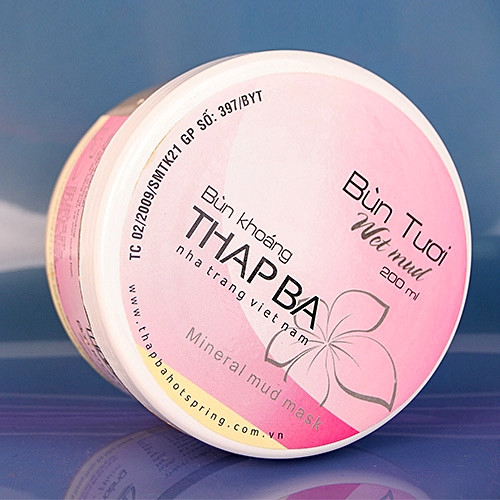 TC 02/2009/SMTK21 GP SỐ: 397/BYT
Bùn Tươi
Wet mud
200 ml
Bùn khoáng
THAP BA
nha trang viet nam
Mineral mud mask
www.thapbahotspring.com.vn